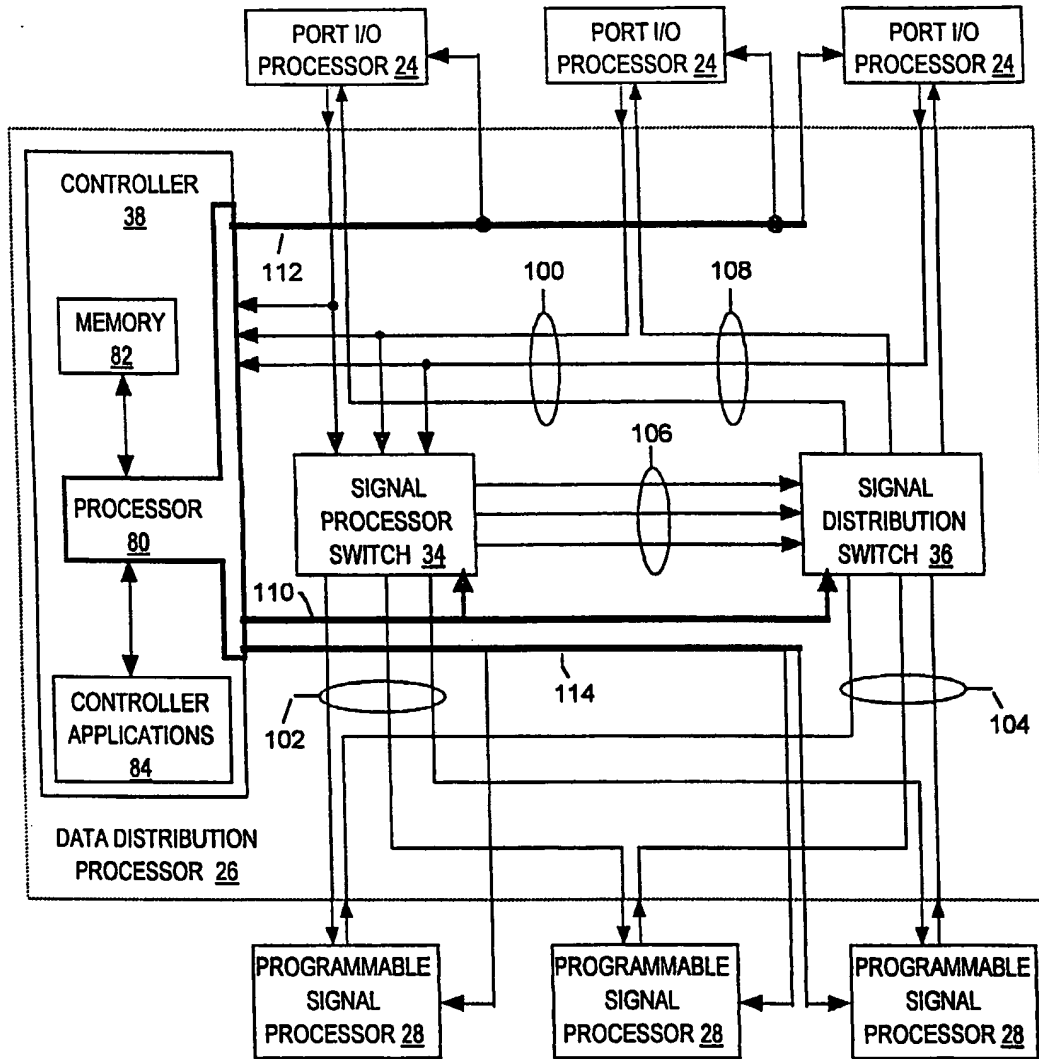 PORT I/O
PROCESSOR 24
PORT I/O
PROCESSOR 24
PORT I/O
PROCESSOR 24
CONTROLLER
38
112
100
108
MEMORY
82
106
PROCESSOR
80
SIGNAL
PROCESSOR
SWITCH 34
SIGNAL
DISTRIBUTION
SWITCH 36
110
114
102
104
CONTROLLER
APPLICATIONS
84
DATA DISTRIBUTION
PROCESSOR 26
PROGRAMMABLE
SIGNAL
PROCESSOR 28
PROGRAMMABLE
SIGNAL
PROCESSOR 28
PROGRAMMABLE
SIGNAL
PROCESSOR 28